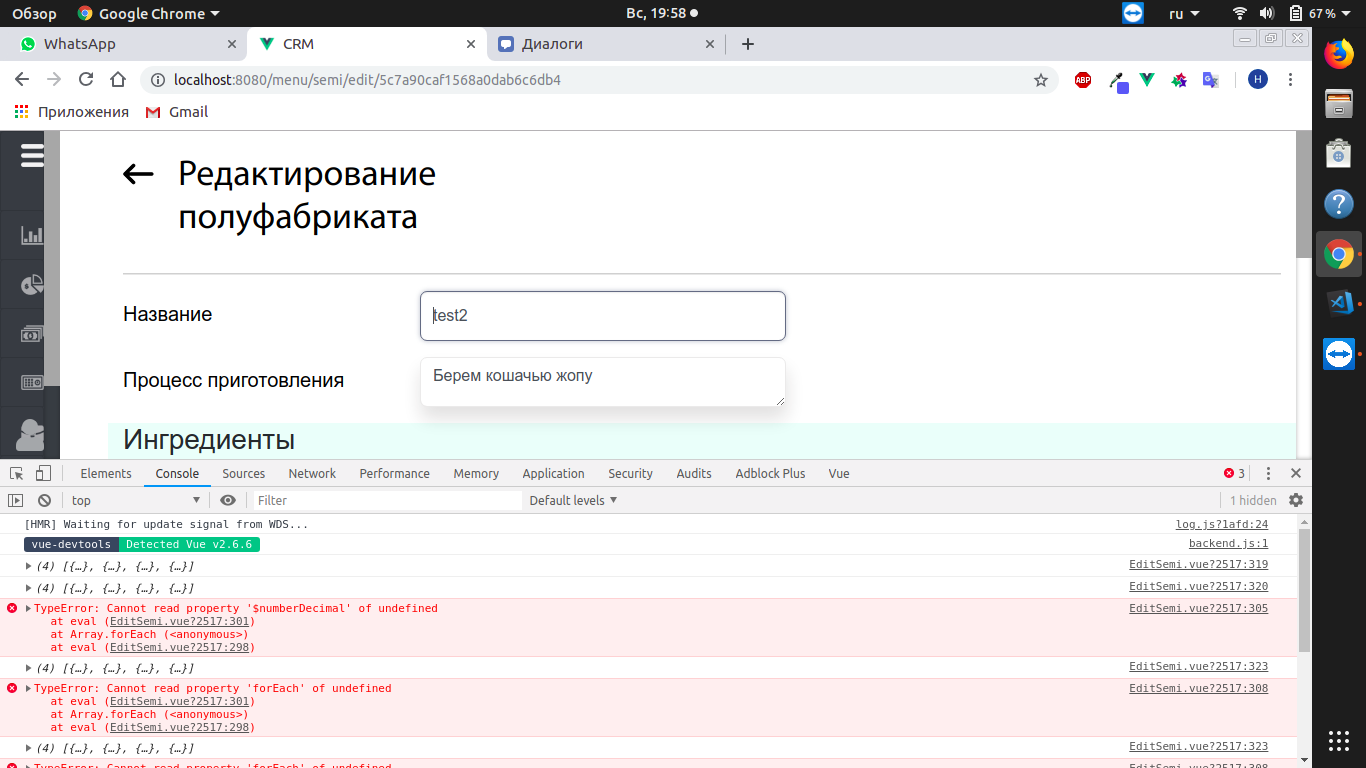 Обзор Google Chrome Вс, 19:58 ru 67 %
WhatsApp CRM Диалоги
localhost:8080/menu/semi/edit/5c7a90caf1568a0dab6c6db4 ABP H
Приложения Gmail
Редактирование
полуфабриката
Название test2
Процесс приготовления Берем кошачью жопу
Ингредиенты
Elements Console Sources Network Performance Memory Application Security Audits Adblock Plus Vue 3
top Filter Default levels 1 hidden
[HMR] Waiting for update signal from WDS... log.js?1afd:24
vue-devtools Detected Vue v2.6.6 backend.js:1
(4) [{…}, {…}, {…}, {…}] EditSemi.vue?2517:319
(4) [{…}, {…}, {…}, {…}] EditSemi.vue?2517:320
TypeError: Cannot read property '$numberDecimal' of undefined EditSemi.vue?2517:305
at eval (EditSemi.vue?2517:301)
at Array.forEach (<anonymous>)
at eval (EditSemi.vue?2517:298)
(4) [{…}, {…}, {…}, {…}] EditSemi.vue?2517:323
TypeError: Cannot read property 'forEach' of undefined EditSemi.vue?2517:308
at eval (EditSemi.vue?2517:301)
at Array.forEach (<anonymous>)
at eval (EditSemi.vue?2517:298)
(4) [{…}, {…}, {…}, {…}] EditSemi.vue?2517:323
TypeError: Cannot read property 'forEach' of undefined EditSemi.vue?2517:308